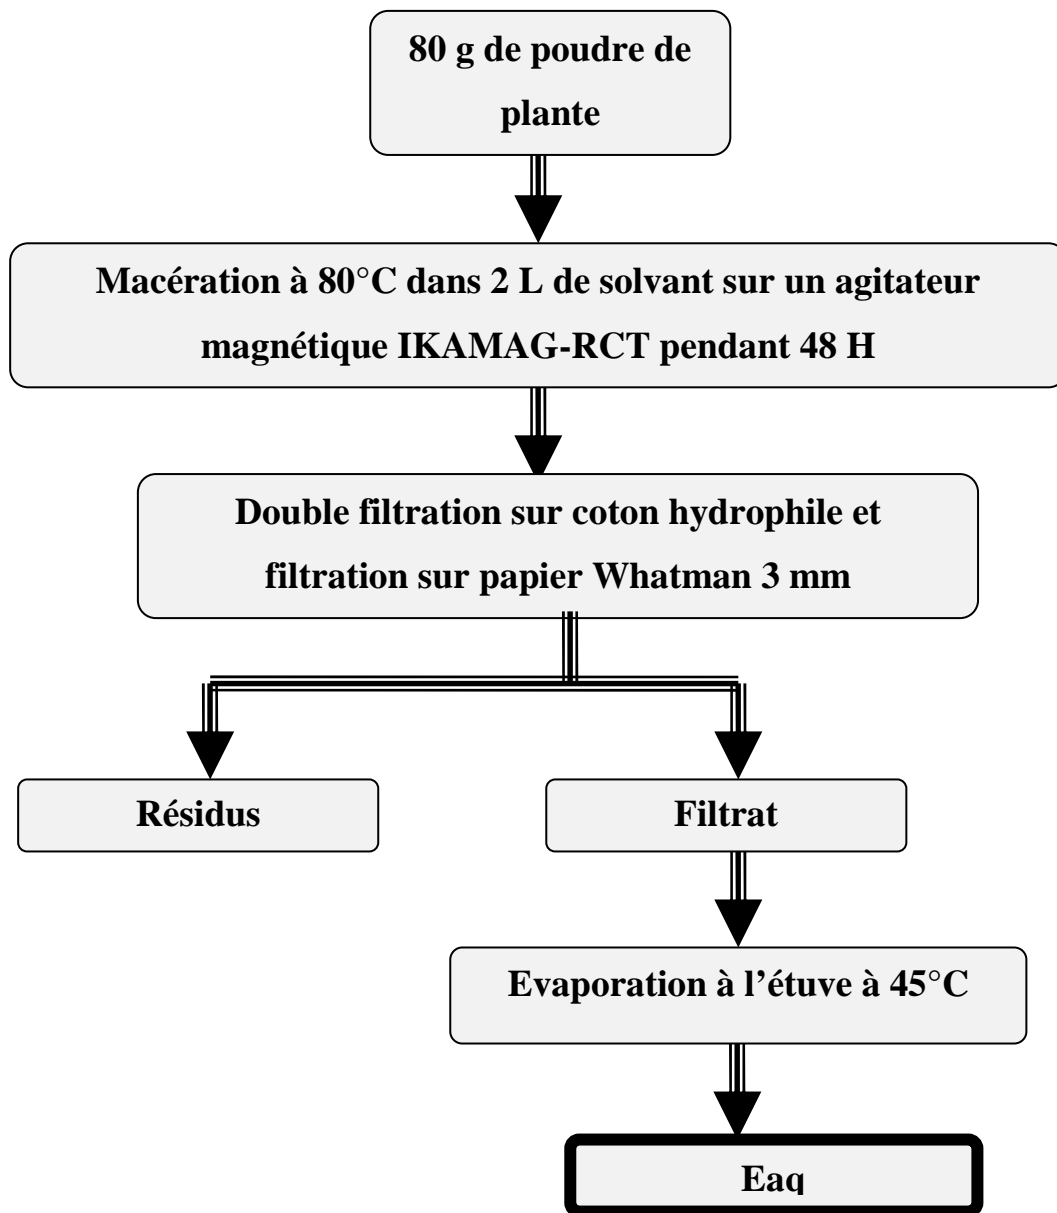 80 g de poudre de
plante
Macération à 80°C dans 2 L de solvant sur un agitateur
magnétique IKAMAG-RCT pendant 48 H
Double filtration sur coton hydrophile et
filtration sur papier Whatman 3 mm
Résidus
Filtrat
Evaporation à l’étuve à 45°C
Eaq